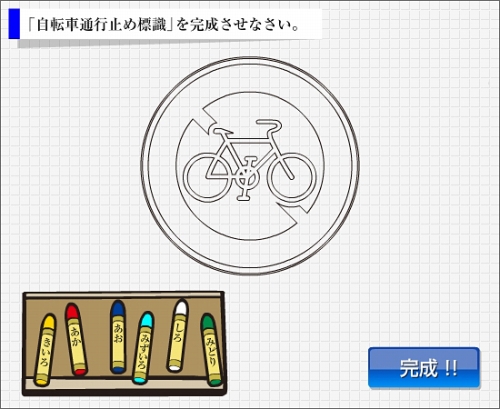 「自転車通行止め標識」を完成させなさい。
きいろ
あか
あお
みずいろ
しろ
みどり
完成 !!